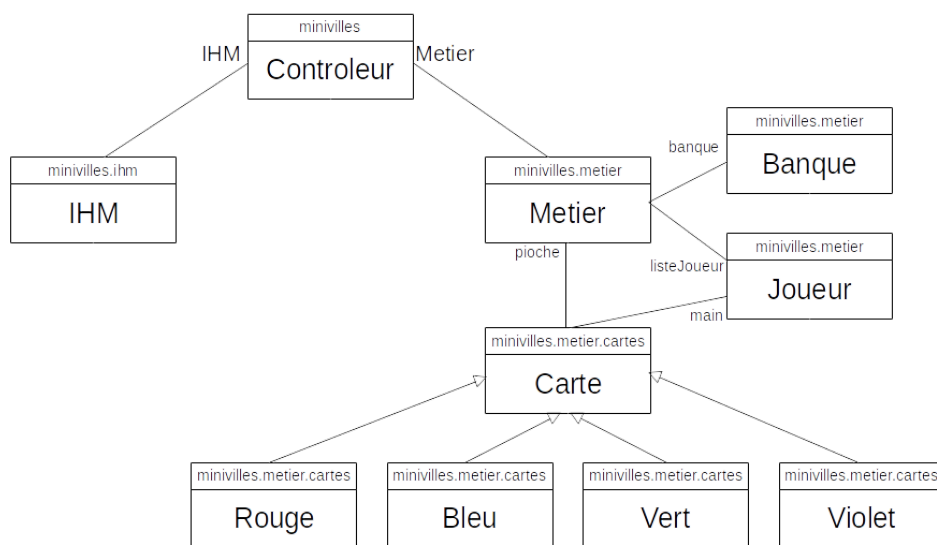 minivilles
IHM
Controleur
Metier
minivilles.ihm
IHM
minivilles.metier
Metier
banque
minivilles.metier
Banque
pioche
listeJoueur
minivilles.metier
Joueur
main
minivilles.metier.cartes
Carte
minivilles.metier.cartes
Rouge
minivilles.metier.cartes
Bleu
minivilles.metier.cartes
Vert
minivilles.metier.cartes
Violet